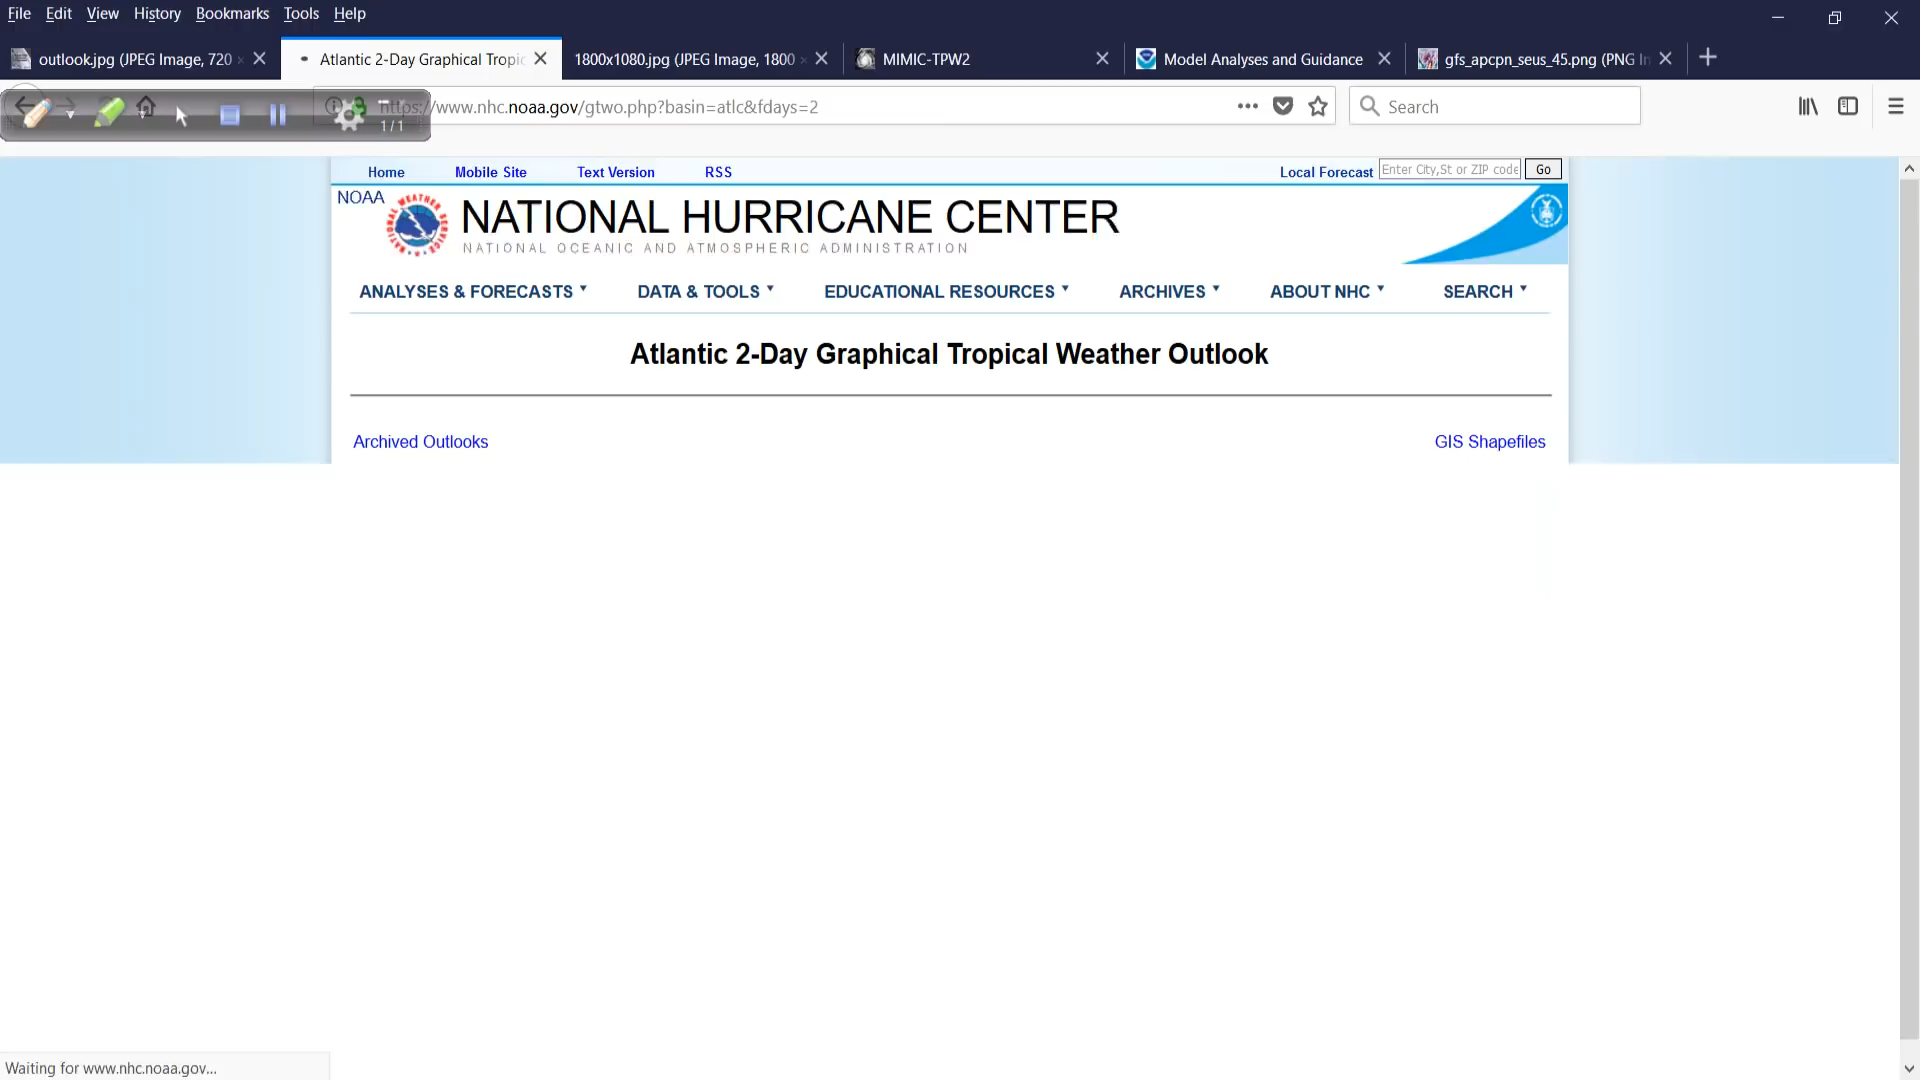 File Edit View History Bookmarks Tools Help
outlook.jpg (JPEG Image, 720
Atlantic 2-Day Graphical Tropic
1800x1080.jpg (JPEG Image, 1800
MIMIC-TPW2
Model Analyses and Guidance
gfs_apcpn_seus_45.png (PNG In
1/1
https://www.nhc.noaa.gov/gtwo.php?basin=atlc&fdays=2
Search
Home Mobile Site Text Version RSS
Local Forecast Enter City,St or ZIP code Go
NOAA
NATIONAL WEATHER SERVICE
NATIONAL HURRICANE CENTER
NATIONAL OCEANIC AND ATMOSPHERIC ADMINISTRATION
ANALYSES & FORECASTS DATA & TOOLS EDUCATIONAL RESOURCES ARCHIVES ABOUT NHC SEARCH
Atlantic 2-Day Graphical Tropical Weather Outlook
Archived Outlooks GIS Shapefiles
Waiting for www.nhc.noaa.gov...